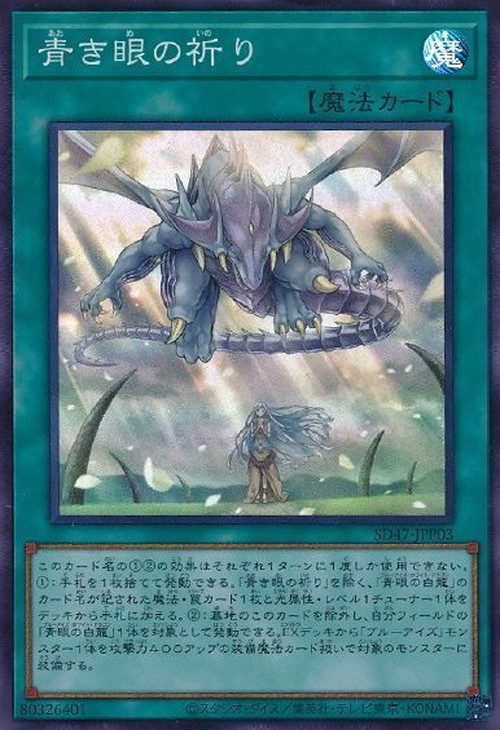 青き眼の祈り
魔
【魔法カード】
SD47-JPP03
このカード名の①②の効果はそれぞれ1ターンに1度しか使用できない。
①:手札を1枚捨てて発動できる。「青き眼の祈り」を除く、「青眼の白龍」の
カード名が記された魔法・罠カード1枚と光属性・レベル1チューナー1体を
デッキから手札に加える。②:墓地のこのカードを除外し、自分フィールドの
「青眼の白龍」1体を対象として発動できる。EXデッキから「ブルーアイズ」モンス
ター1体を攻撃力400アップの装備魔法カード扱いで対象のモンスターに
装備する。
80326401
©スタジオ・ダイス/集英社・テレビ東京・KONAMI